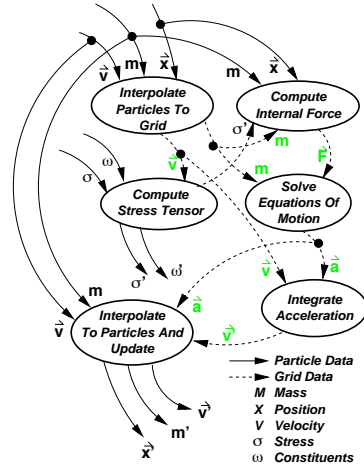 m
x⃗
v⃗
m
x⃗
Interpolate
Particles To
Grid
Compute
Internal Force
σ'
m
F⃗
ω
σ
v⃗
m
Compute
Stress Tensor
Solve
Equations Of
Motion
σ'
ω'
m
v⃗
a⃗
v⃗
a⃗
Interpolate
To Particles And
Update
v⃗'
Integrate
Acceleration
x⃗'
m'
v⃗'
Particle Data
Grid Data
M Mass
X Position
V Velocity
σ Stress
ω Constituents